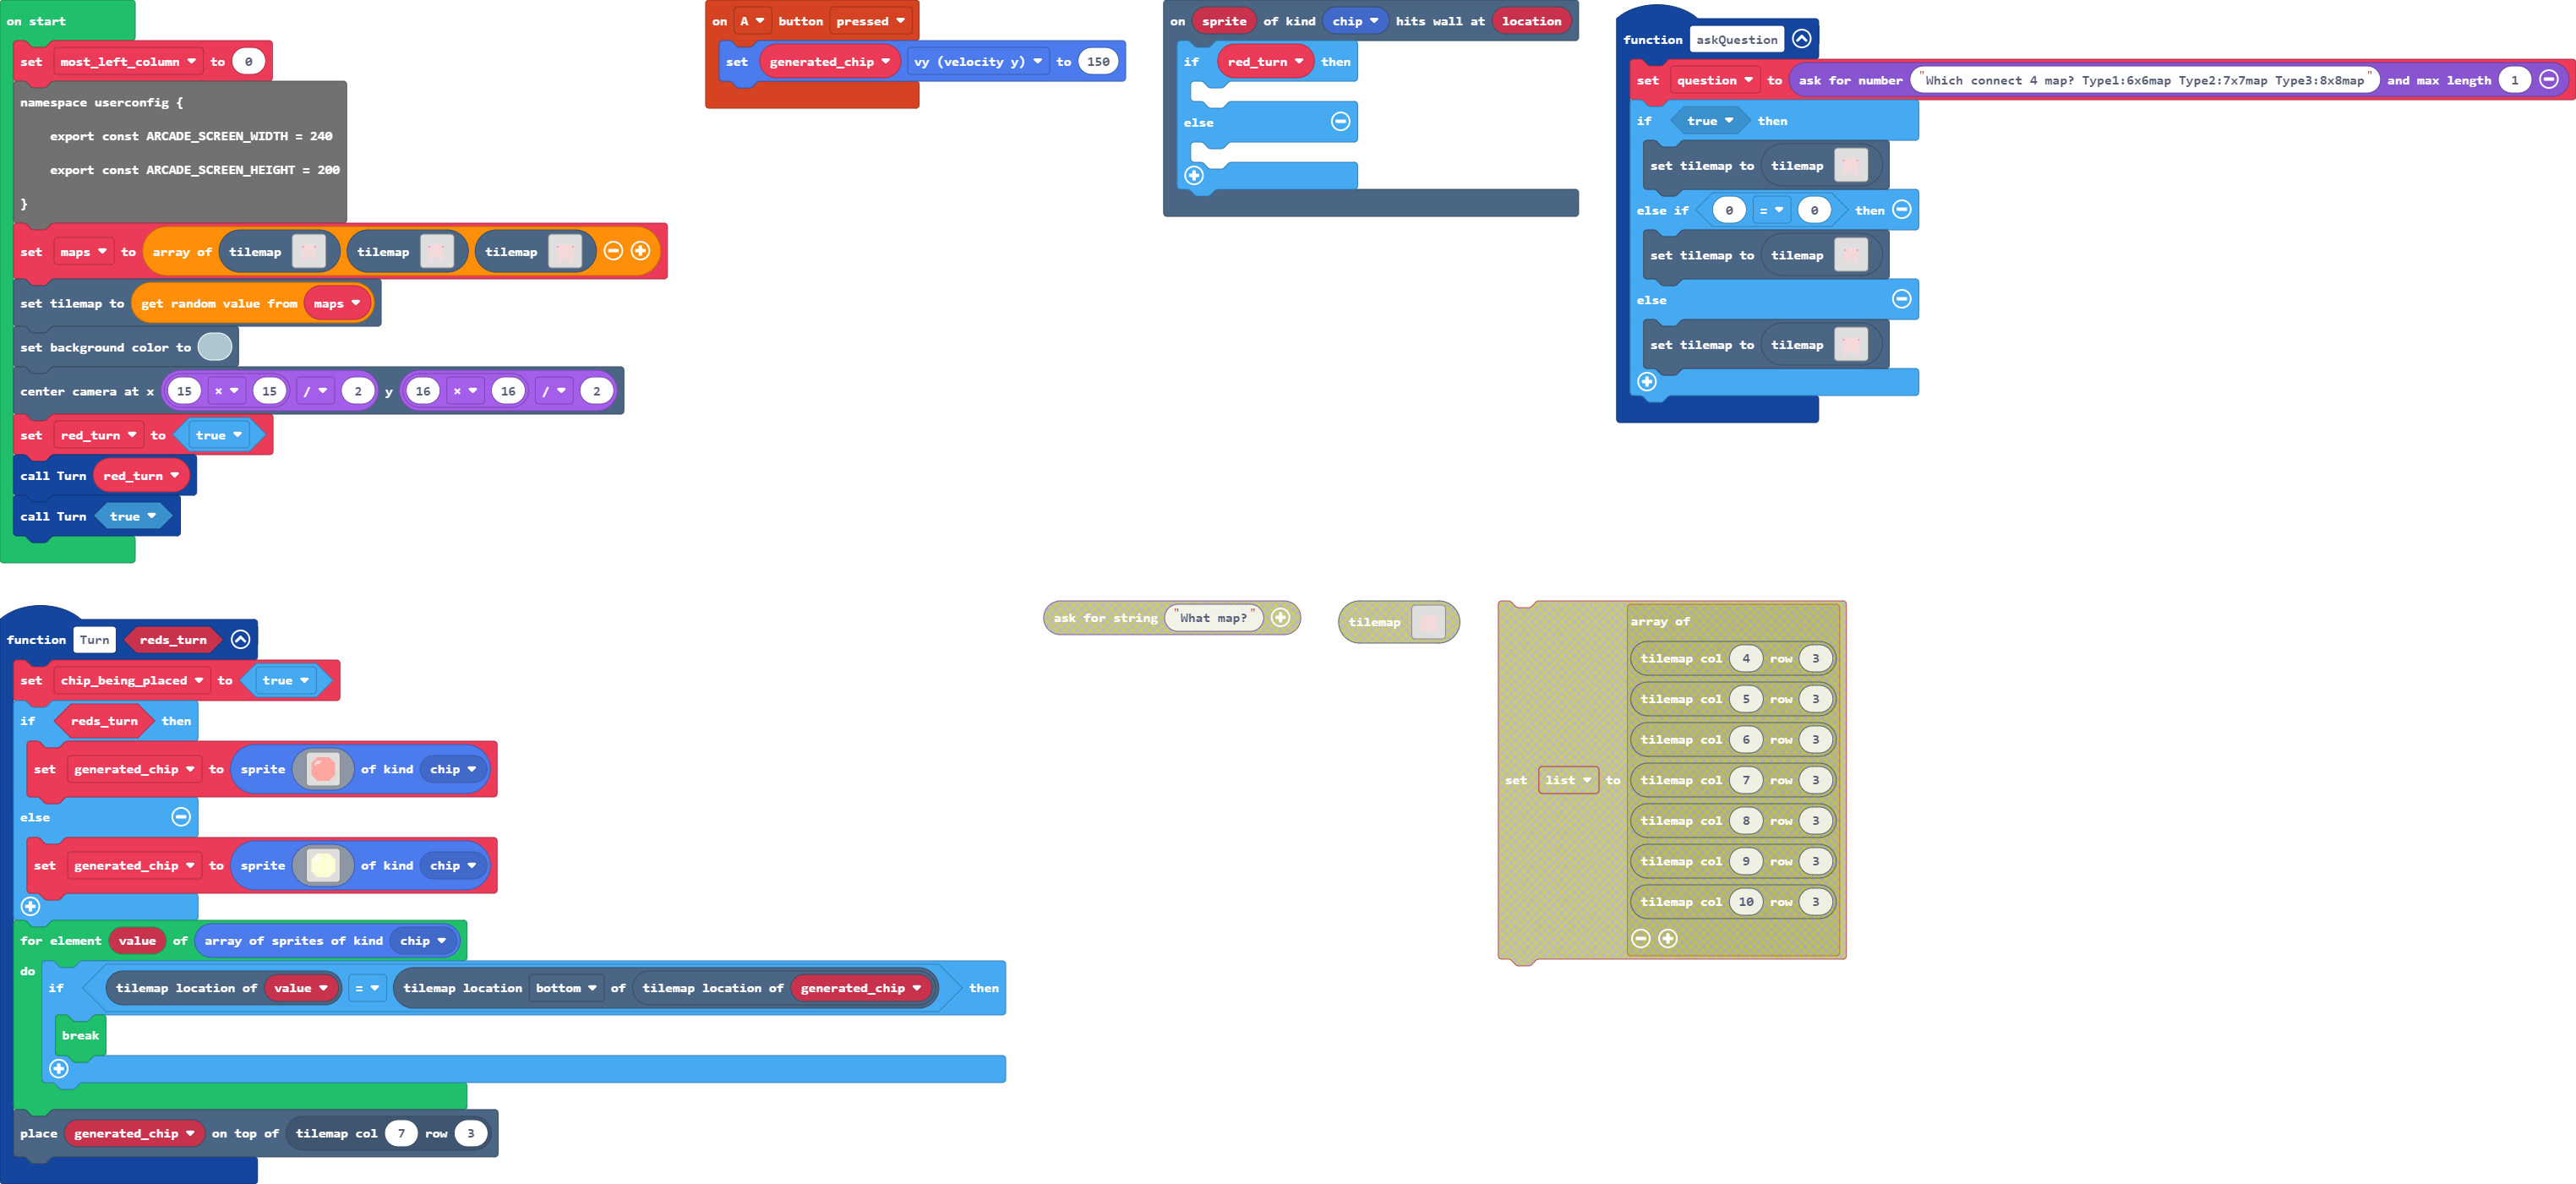 on start
set most_left_column to 0
namespace userconfig {
export const ARCADE_SCREEN_WIDTH = 240
export const ARCADE_SCREEN_HEIGHT = 200
}
set maps to array of tilemap tilemap tilemap
set tilemap to get random value from maps
set background color to
center camera at x 15 × 15 / 2 y 16 × 16 / 2
set red_turn to true
call Turn red_turn
call Turn true
on A button pressed
set generated_chip vy (velocity y) to 150
on sprite of kind chip hits wall at location
if red_turn then
else
function askQuestion
set question to ask for number "Which connect 4 map? Type1:6x6map Type2:7x7map Type3:8x8map" and max length 1
if true then
set tilemap to tilemap
else if 0 = 0 then
set tilemap to tilemap
else
set tilemap to tilemap
function Turn reds_turn
set chip_being_placed to true
if reds_turn then
set generated_chip to sprite of kind chip
else
set generated_chip to sprite of kind chip
for element value of array of sprites of kind chip
do
if tilemap location of value = tilemap location bottom of tilemap location of generated_chip then
break
place generated_chip on top of tilemap col 7 row 3
ask for string "What map?"
tilemap
set list to array of
tilemap col 4 row 3
tilemap col 5 row 3
tilemap col 6 row 3
tilemap col 7 row 3
tilemap col 8 row 3
tilemap col 9 row 3
tilemap col 10 row 3